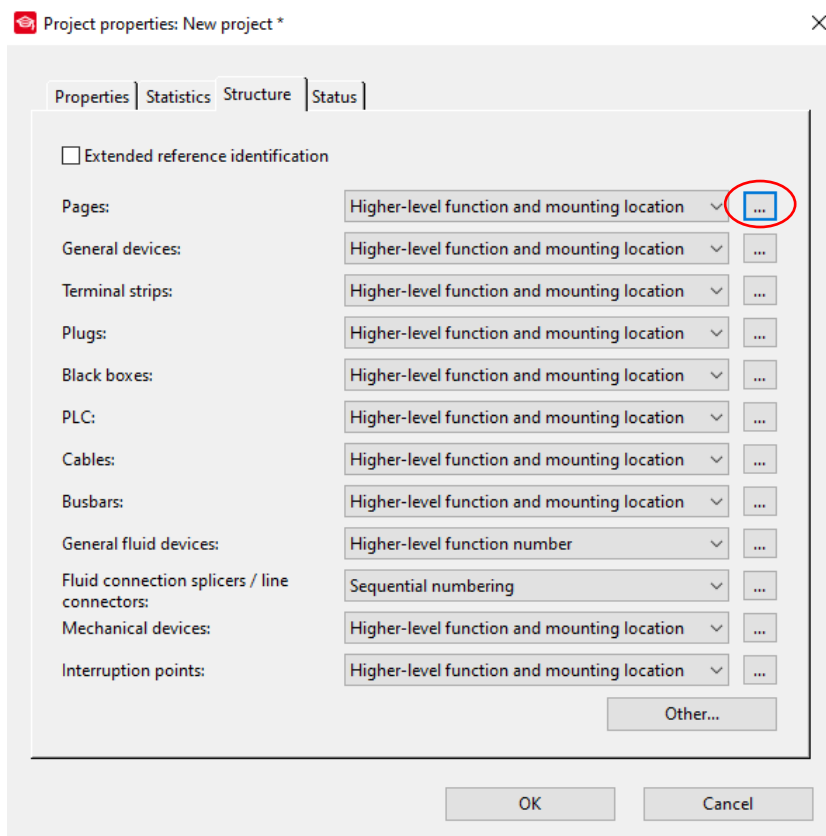 Project properties: New project *
Properties Statistics Structure Status
Extended reference identification
Pages: Higher-level function and mounting location ...
General devices: Higher-level function and mounting location ...
Terminal strips: Higher-level function and mounting location ...
Plugs: Higher-level function and mounting location ...
Black boxes: Higher-level function and mounting location ...
PLC: Higher-level function and mounting location ...
Cables: Higher-level function and mounting location ...
Busbars: Higher-level function and mounting location ...
General fluid devices: Higher-level function number ...
Fluid connection splicers / line
connectors: Sequential numbering ...
Mechanical devices: Higher-level function and mounting location ...
Interruption points: Higher-level function and mounting location ...
Other...
OK Cancel